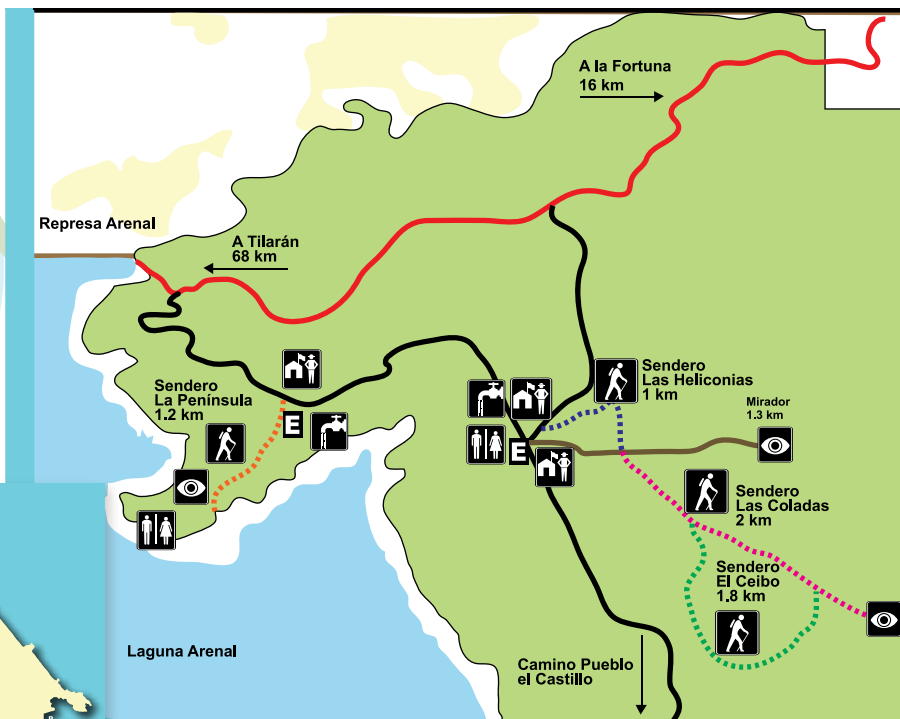 A la Fortuna
16 km
Represa Arenal
A Tilarán
68 km
Sendero
La Península
1.2 km
Sendero
Las Heliconias
1 km
Mirador
1.3 km
E
E
Sendero
Las Coladas
2 km
Sendero
El Ceibo
1.8 km
Laguna Arenal
Camino Pueblo
el Castillo